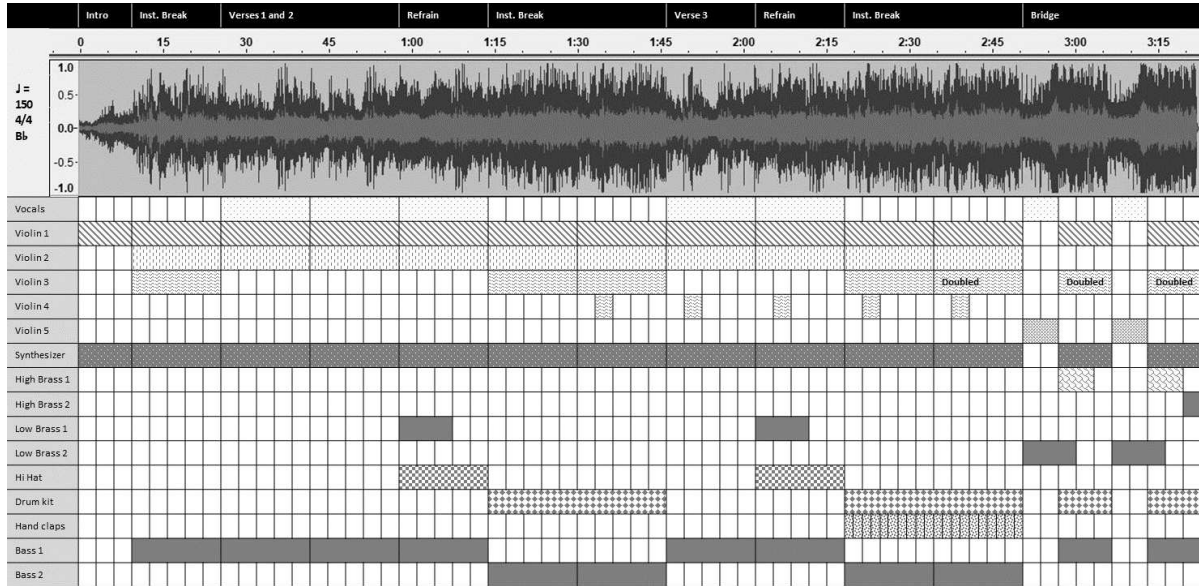 Intro Inst. Break Verses 1 and 2 Refrain Inst. Break Verse 3 Refrain Inst. Break Bridge
0 15 30 45 1:00 1:15 1:30 1:45 2:00 2:15 2:30 2:45 3:00 3:15
♩ =
150
4/4
B♭
1.0
0.5-
0.0-
-0.5-
-1.0
Vocals
Violin 1
Violin 2
Violin 3 Doubled Doubled Doubled
Violin 4
Violin 5
Synthesizer
High Brass 1
High Brass 2
Low Brass 1
Low Brass 2
Hi Hat
Drum kit
Hand claps
Bass 1
Bass 2